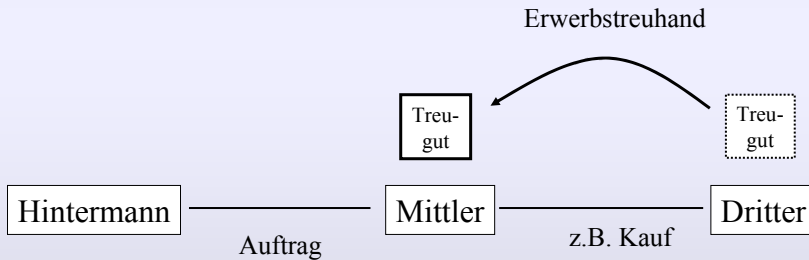 Erwerbstreuhand
Treu-
gut
Treu-
gut
Hintermann
Mittler
Dritter
Auftrag
z.B. Kauf